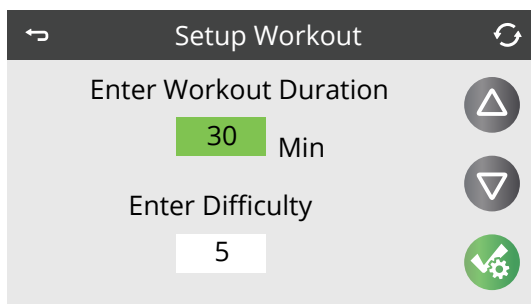 Setup Workout
Enter Workout Duration
30 Min
Enter Difficulty
5